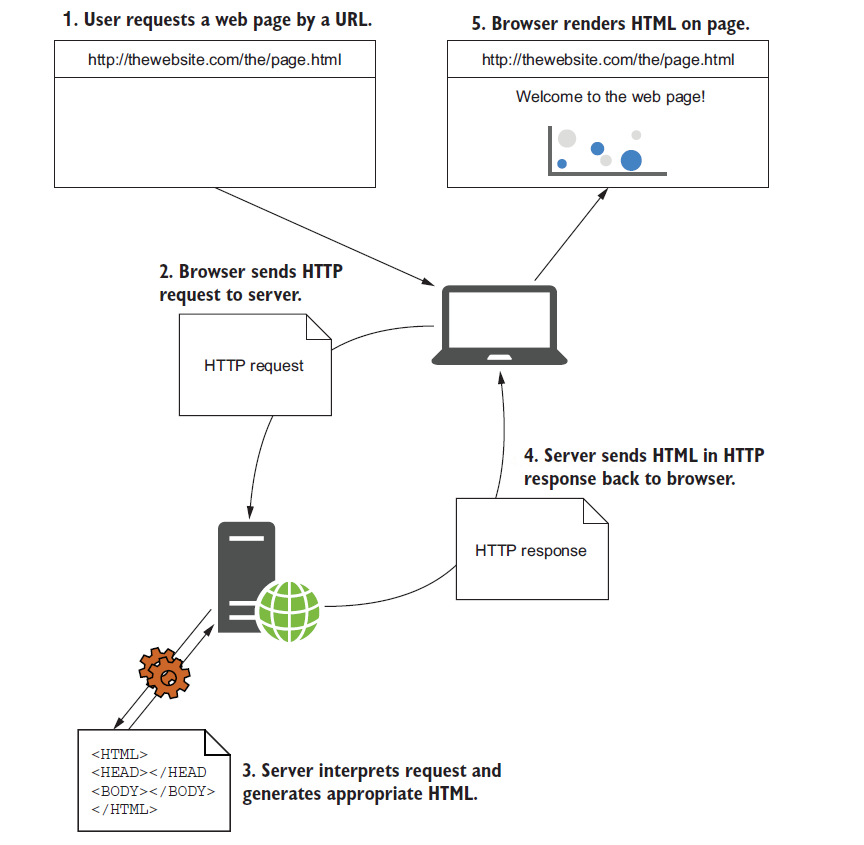 1. User requests a web page by a URL.
http://thewebsite.com/the/page.html
5. Browser renders HTML on page.
http://thewebsite.com/the/page.html
Welcome to the web page!
2. Browser sends HTTP
request to server.
HTTP request
4. Server sends HTML in HTTP
response back to browser.
HTTP response
<HTML>
<HEAD></HEAD
<BODY></BODY>
</HTML>
3. Server interprets request and
generates appropriate HTML.